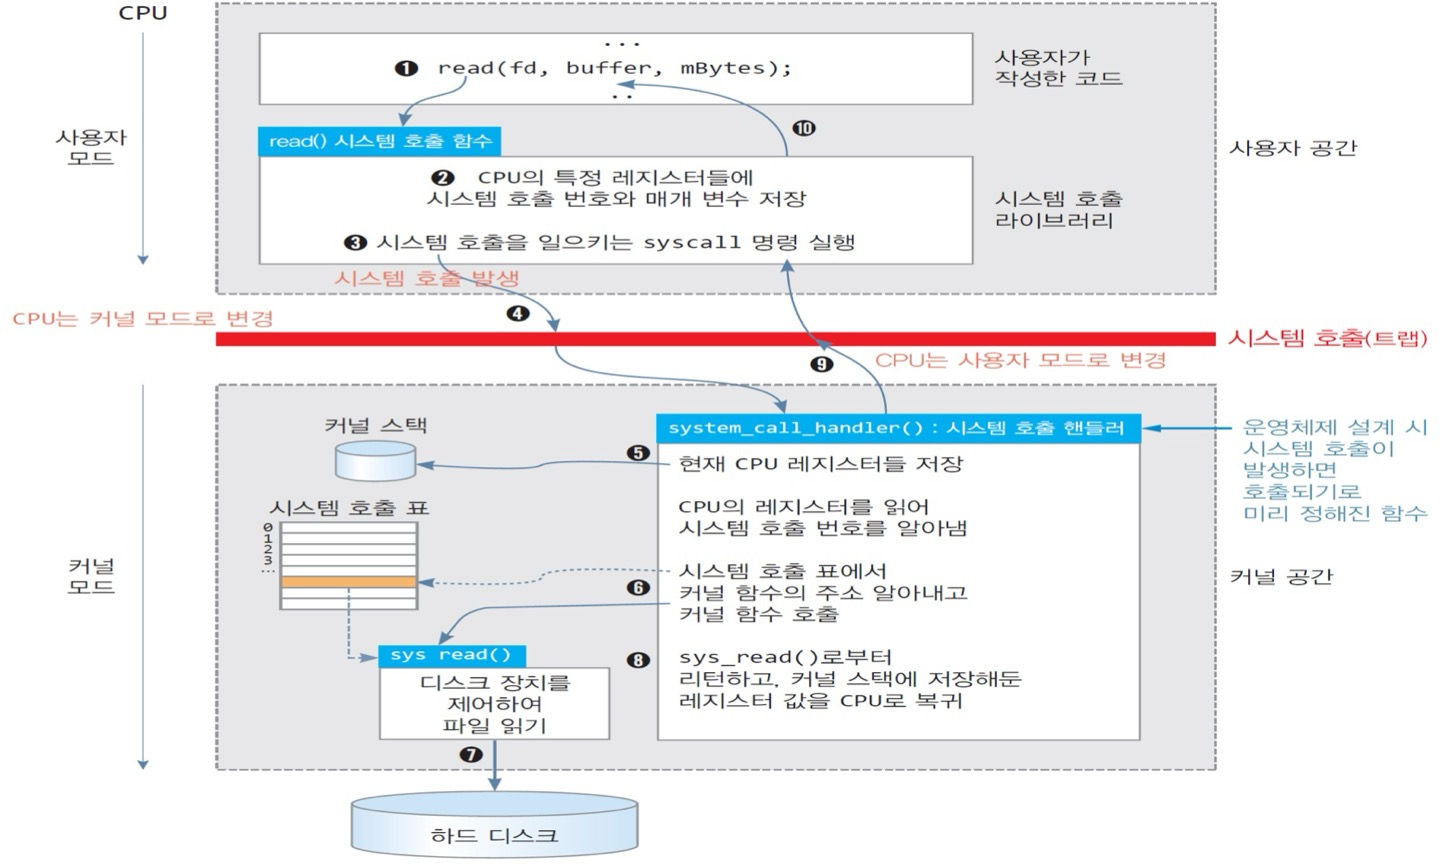 CPU
...
❶ read(fd, buffer, mBytes);
..
사용자가
작성한 코드
❿
사용자
모드
read() 시스템 호출 함수
사용자 공간
❷ CPU의 특정 레지스터들에
시스템 호출 번호와 매개 변수 저장
시스템 호출
라이브러리
❸ 시스템 호출을 일으키는 syscall 명령 실행
시스템 호출 발생
❹
CPU는 커널 모드로 변경
시스템 호출(트랩)
❾
CPU는 사용자 모드로 변경
커널 스택
system_call_handler() : 시스템 호출 핸들러
운영체제 설계 시
시스템 호출이
발생하면
호출되기로
미리 정해진 함수
❺
현재 CPU 레지스터들 저장
CPU의 레지스터를 읽어
시스템 호출 번호를 알아냄
시스템 호출 표
0
1
2
3
...
커널
모드
커널 공간
❻
시스템 호출 표에서
커널 함수의 주소 알아내고
커널 함수 호출
sys read()
디스크 장치를
제어하여
파일 읽기
❽
sys_read()로부터
리턴하고, 커널 스택에 저장해둔
레지스터 값을 CPU로 복귀
❼
하드 디스크